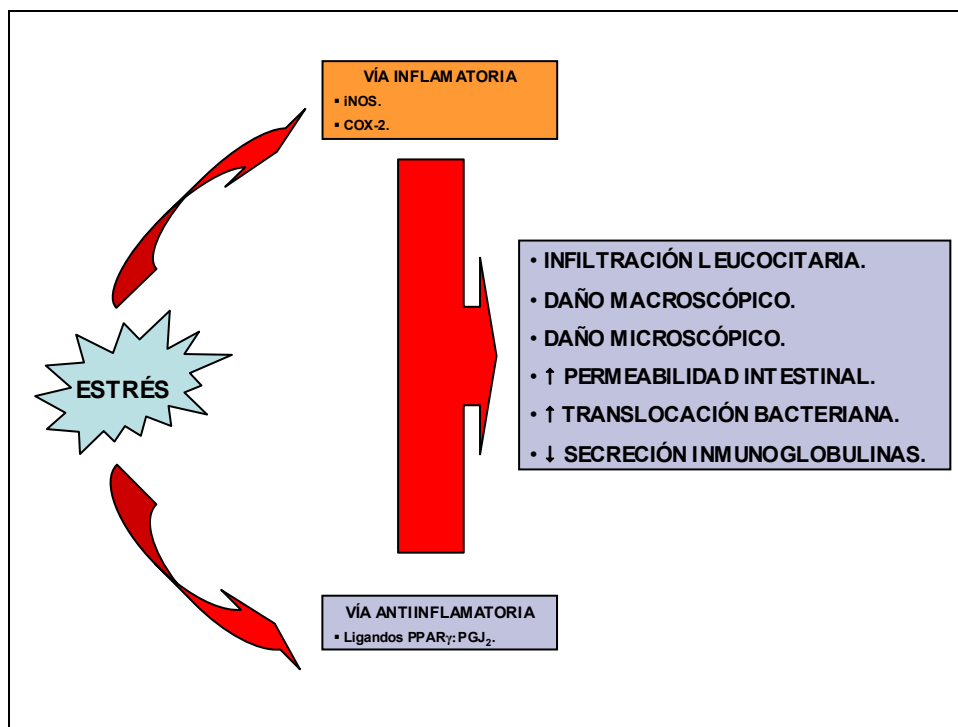 VÍA INFLAMATORIA
▪ iNOS.
▪ COX-2.
• INFILTRACIÓN LEUCOCITARIA.
• DAÑO MACROSCÓPICO.
• DAÑO MICROSCÓPICO.
• ↑ PERMEABILIDAD INTESTINAL.
• ↑ TRANSLOCACIÓN BACTERIANA.
• ↓ SECRECIÓN INMUNOGLOBULINAS.
ESTRÉS
VÍA ANTIINFLAMATORIA
▪ Ligandos PPARγ: PGJ₂.